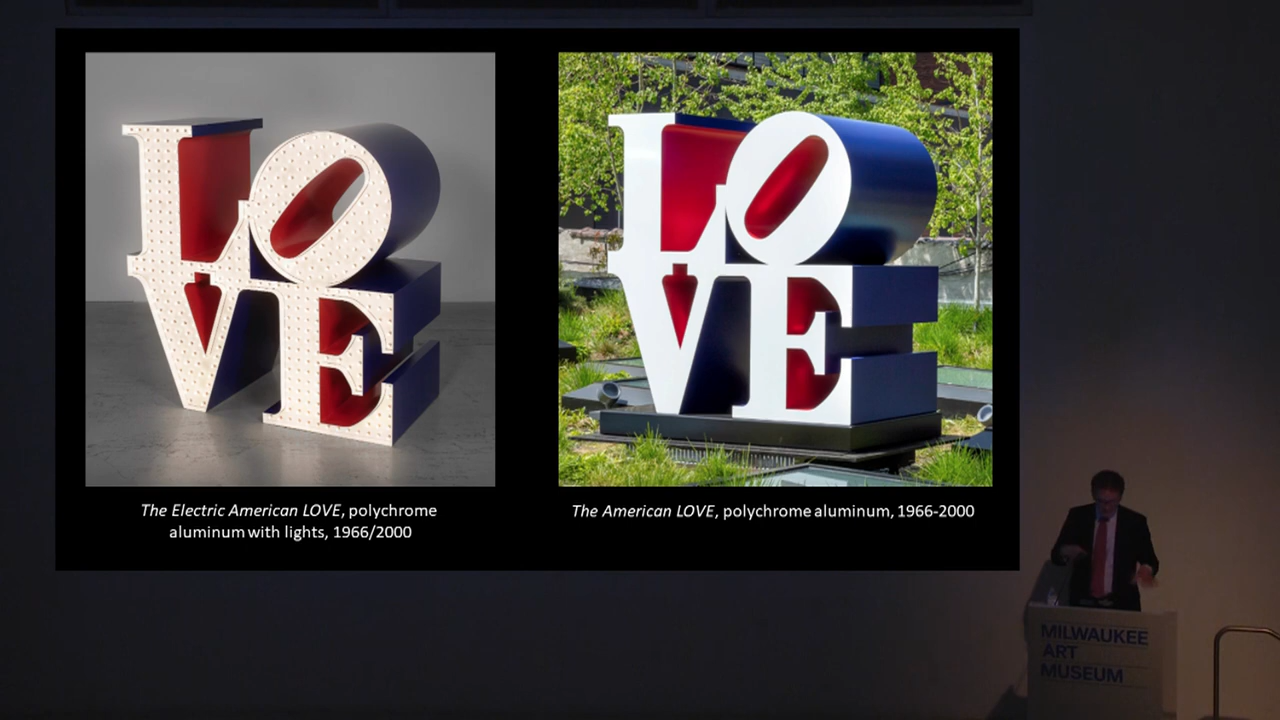 LO
VE
LO
VE
The Electric American LOVE, polychrome
aluminum with lights, 1966/2000
The American LOVE, polychrome aluminum, 1966-2000
MILWAUKEE
ART
MUSEUM